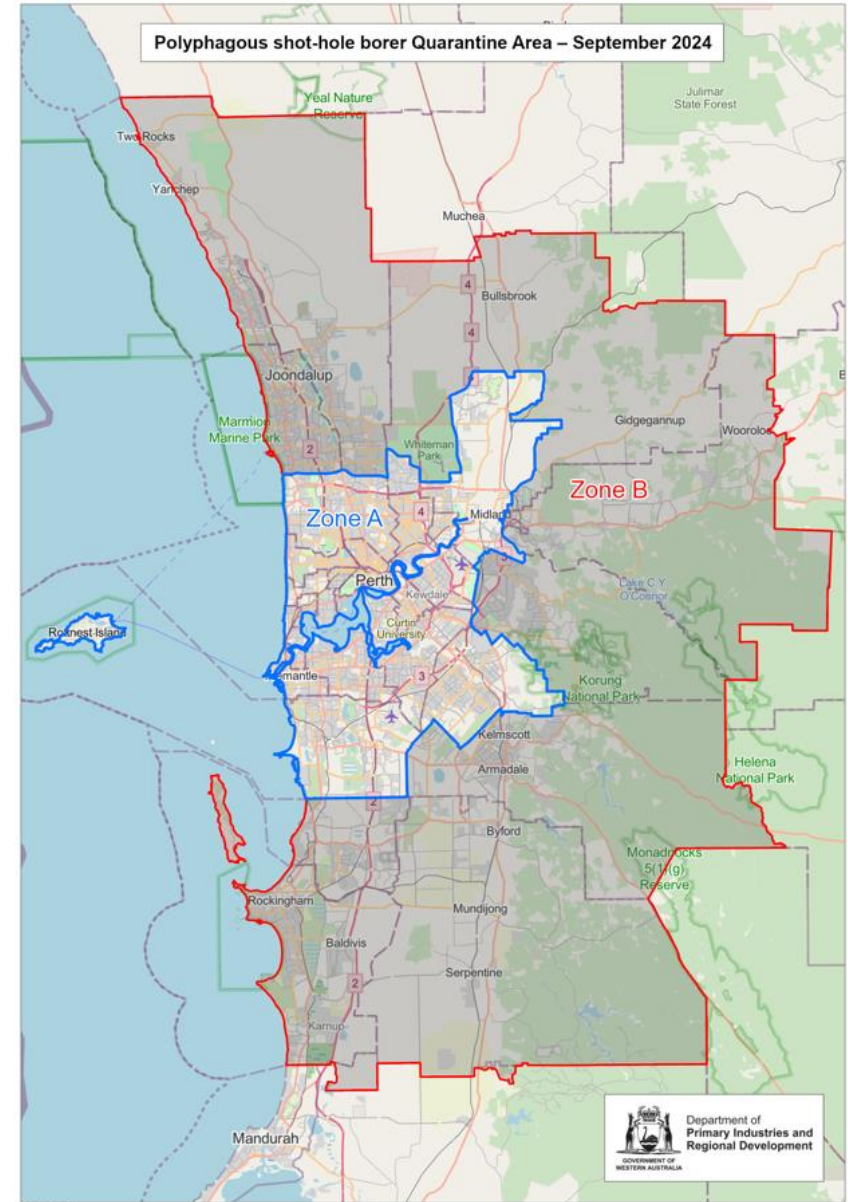 Polyphagous shot-hole borer Quarantine Area – September 2024
Yeal Nature
Reserve
Julimar
State Forest
Two Rocks
Yanchep
Muchea
4
Bullsbrook
4
Joondalup
Marmion
Marine Park
2
Whiteman
Park
Gidgegannup
Wooroloo
Zone B
Zone A
4
Midland
Perth
Kewdale
Lake C Y
O'Connor
Curtin
University
Rottnest Island
Fremantle
3
Korung
National Park
Kelmscott
Armadale
Helena
National Park
2
Byford
Monadnocks
5(1)(g)
Reserve
Rockingham
Mundijong
Baldivis
Serpentine
2
Karnup
Mandurah
Department of
Primary Industries and
Regional Development
GOVERNMENT OF
WESTERN AUSTRALIA